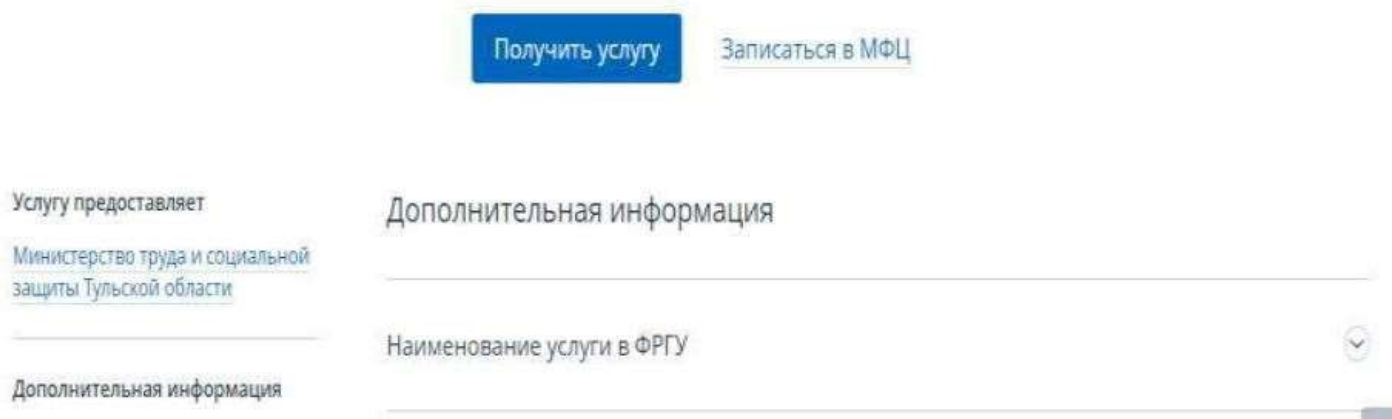 Получить услугу
Записаться в МФЦ
Услугу предоставляет
Министерство труда и социальной
защиты Тульской области
Дополнительная информация
Дополнительная информация
Наименование услуги в ФРГУ